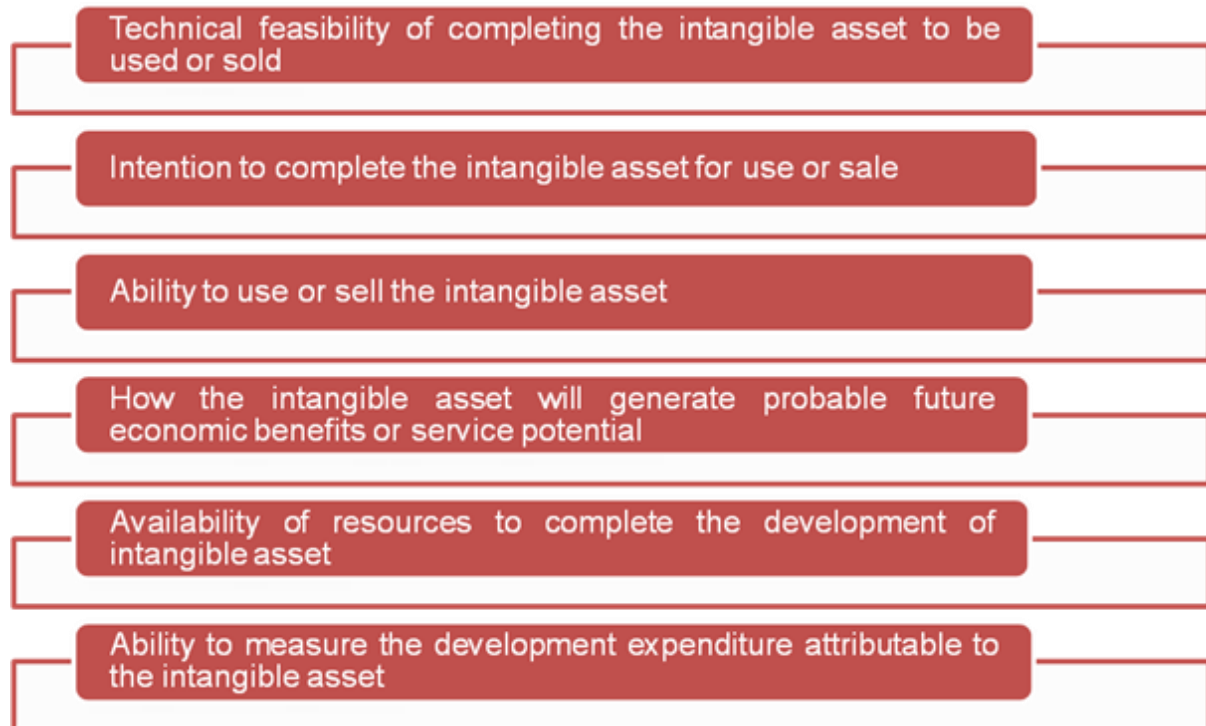 Technical feasibility of completing the intangible asset to be
used or sold
Intention to complete the intangible asset for use or sale
Ability to use or sell the intangible asset
How the intangible asset will generate probable future
economic benefits or service potential
Availability of resources to complete the development of
intangible asset
Ability to measure the development expenditure attributable to
the intangible asset